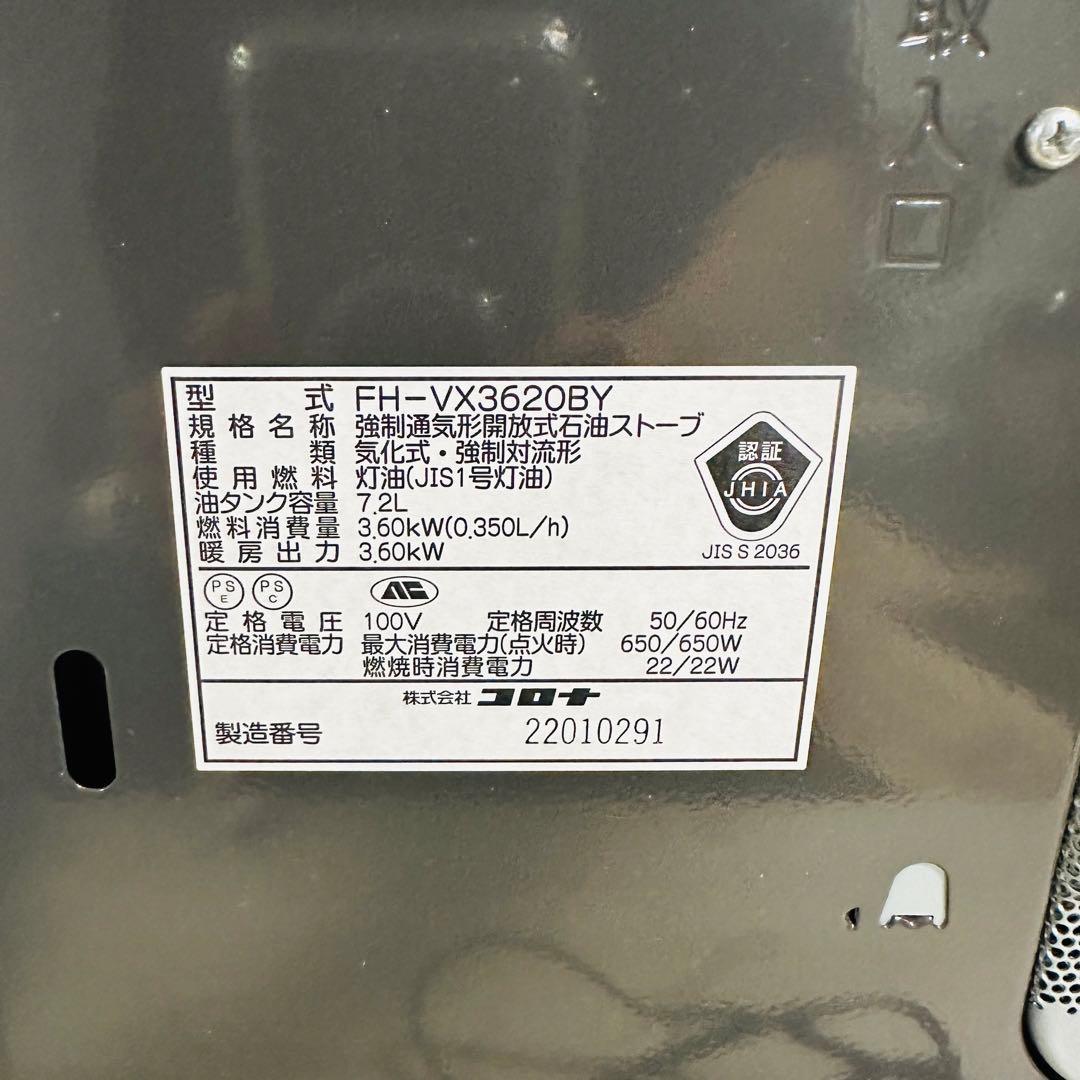 取
入
口
型式 FH-VX3620BY
規格名称 強制通気形開放式石油ストーブ
種類 気化式・強制対流形
使用燃料 灯油(JIS1号灯油)
油タンク容量 7.2L
燃料消費量 3.60kW(0.350L/h)
暖房出力 3.60kW
認証
JHIA
JIS S 2036
PS E PS C
定格電圧 100V 定格周波数 50/60Hz
定格消費電力 最大消費電力(点火時) 650/650W
燃焼時消費電力 22/22W
株式会社 コロナ
製造番号 22010291